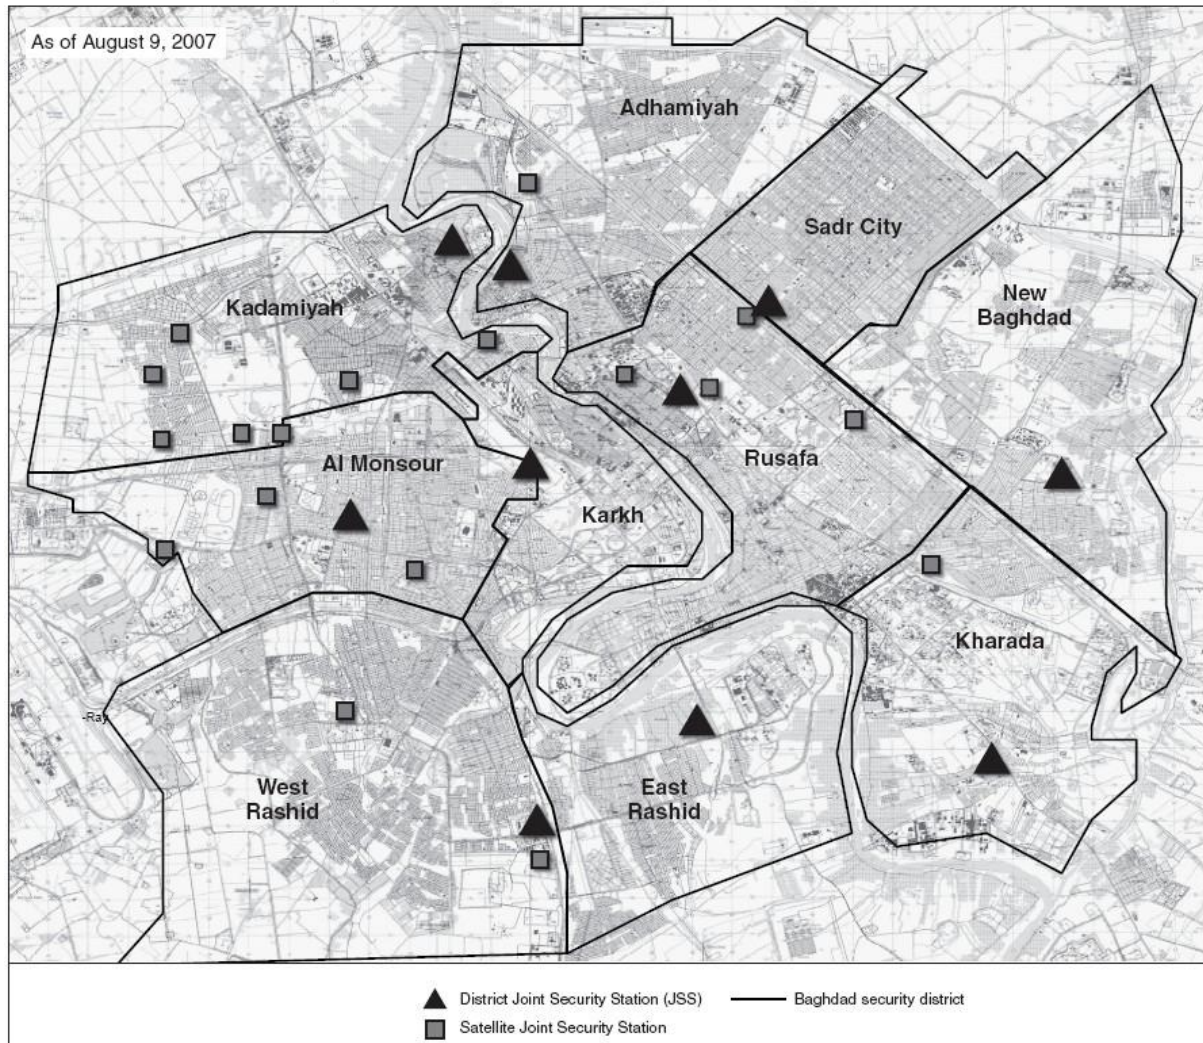 As of August 9, 2007
Adhamiyah
Sadr City
Kadamiyah
New
Baghdad
Al Monsour
Rusafa
Karkh
Kharada
-Ray
West
Rashid
East
Rashid
District Joint Security Station (JSS)
Baghdad security district
Satellite Joint Security Station